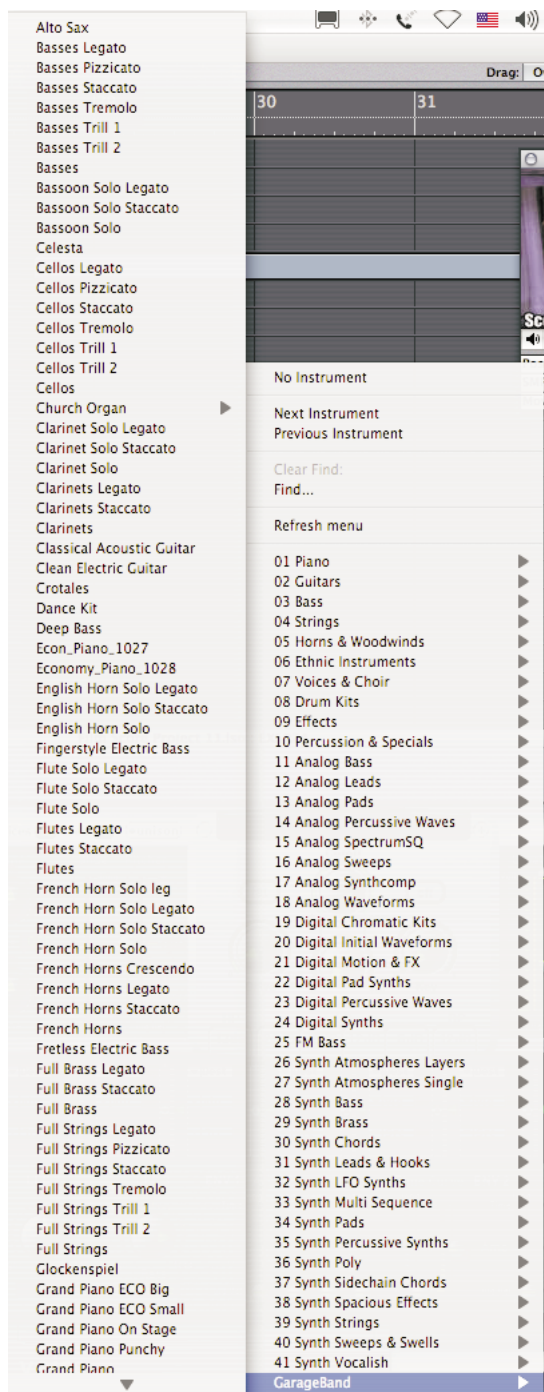 Alto Sax
Basses Legato
Basses Pizzicato
Basses Staccato
Basses Tremolo
Basses Trill 1
Basses Trill 2
Basses
Bassoon Solo Legato
Bassoon Solo Staccato
Bassoon Solo
Celesta
Cellos Legato
Cellos Pizzicato
Cellos Staccato
Cellos Tremolo
Cellos Trill 1
Cellos Trill 2
Cellos
Church Organ
Clarinet Solo Legato
Clarinet Solo Staccato
Clarinet Solo
Clarinets Legato
Clarinets Staccato
Clarinets
Classical Acoustic Guitar
Clean Electric Guitar
Crotales
Dance Kit
Deep Bass
Econ_Piano_1027
Economy_Piano_1028
English Horn Solo Legato
English Horn Solo Staccato
English Horn Solo
Fingerstyle Electric Bass
Flute Solo Legato
Flute Solo Staccato
Flute Solo
Flutes Legato
Flutes Staccato
Flutes
French Horn Solo leg
French Horn Solo Legato
French Horn Solo Staccato
French Horn Solo
French Horns Crescendo
French Horns Legato
French Horns Staccato
French Horns
Fretless Electric Bass
Full Brass Legato
Full Brass Staccato
Full Brass
Full Strings Legato
Full Strings Pizzicato
Full Strings Staccato
Full Strings Tremolo
Full Strings Trill 1
Full Strings Trill 2
Full Strings
Glockenspiel
Grand Piano ECO Big
Grand Piano ECO Small
Grand Piano On Stage
Grand Piano Punchy
Grand Piano
Drag:
30 31
No Instrument
Next Instrument
Previous Instrument
Clear Find:
Find...
Refresh menu
01 Piano
02 Guitars
03 Bass
04 Strings
05 Horns & Woodwinds
06 Ethnic Instruments
07 Voices & Choir
08 Drum Kits
09 Effects
10 Percussion & Specials
11 Analog Bass
12 Analog Leads
13 Analog Pads
14 Analog Percussive Waves
15 Analog SpectrumSQ
16 Analog Sweeps
17 Analog Synthcomp
18 Analog Waveforms
19 Digital Chromatic Kits
20 Digital Initial Waveforms
21 Digital Motion & FX
22 Digital Pad Synths
23 Digital Percussive Waves
24 Digital Synths
25 FM Bass
26 Synth Atmospheres Layers
27 Synth Atmospheres Single
28 Synth Bass
29 Synth Brass
30 Synth Chords
31 Synth Leads & Hooks
32 Synth LFO Synths
33 Synth Multi Sequence
34 Synth Pads
35 Synth Percussive Synths
36 Synth Poly
37 Synth Sidechain Chords
38 Synth Spacious Effects
39 Synth Strings
40 Synth Sweeps & Swells
41 Synth Vocalish
GarageBand